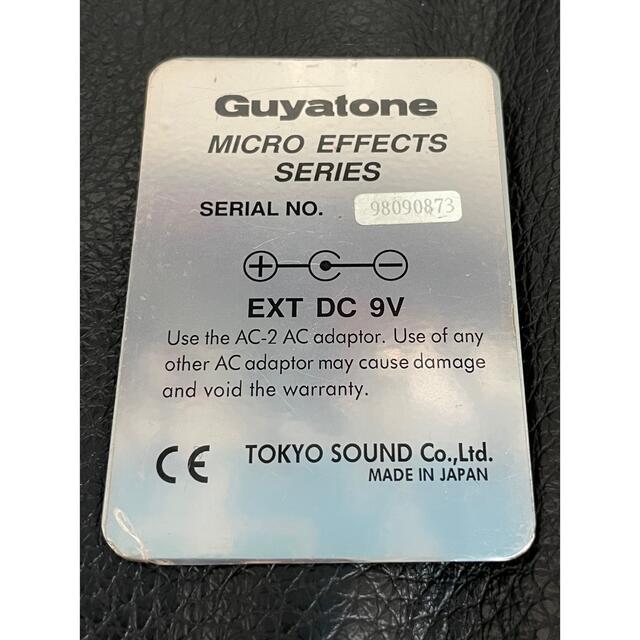 Guyatone
MICRO EFFECTS
SERIES
SERIAL NO. 98090873
+ −
EXT DC 9V
Use the AC-2 AC adaptor. Use of any
other AC adaptor may cause damage
and void the warranty.
CE TOKYO SOUND Co.,Ltd.
MADE IN JAPAN